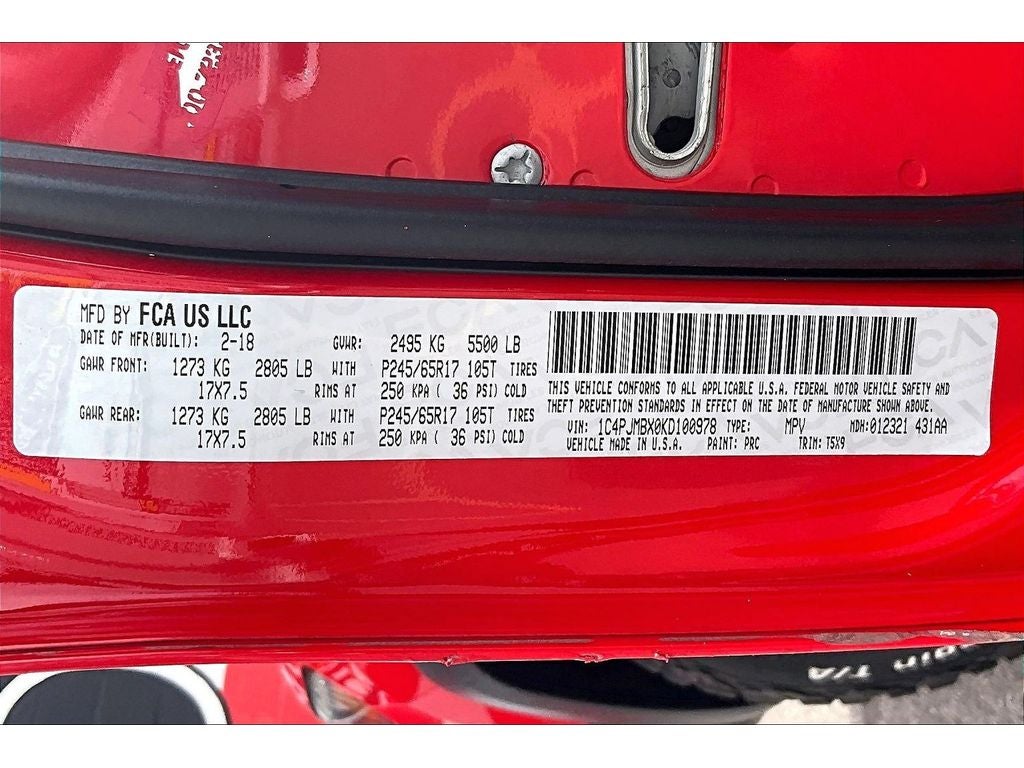 MFD BY FCA US LLC
DATE OF MFR(BUILT): 2-18 GVWR: 2495 KG 5500 LB
GAWR FRONT: 1273 KG 2805 LB WITH P245/65R17 105T TIRES
17X7.5 RIMS AT 250 KPA ( 36 PSI) COLD
GAWR REAR: 1273 KG 2805 LB WITH P245/65R17 105T TIRES
17X7.5 RIMS AT 250 KPA ( 36 PSI) COLD
THIS VEHICLE CONFORMS TO ALL APPLICABLE U.S.A. FEDERAL MOTOR VEHICLE SAFETY AND
THEFT PREVENTION STANDARDS IN EFFECT ON THE DATE OF MANUFACTURE SHOWN ABOVE.
VIN: 1C4PJMBX0KD100978 TYPE: MPV MDH:012321 431AA
VEHICLE MADE IN U.S.A. PAINT: PRC TRIM: T5X9
T/A